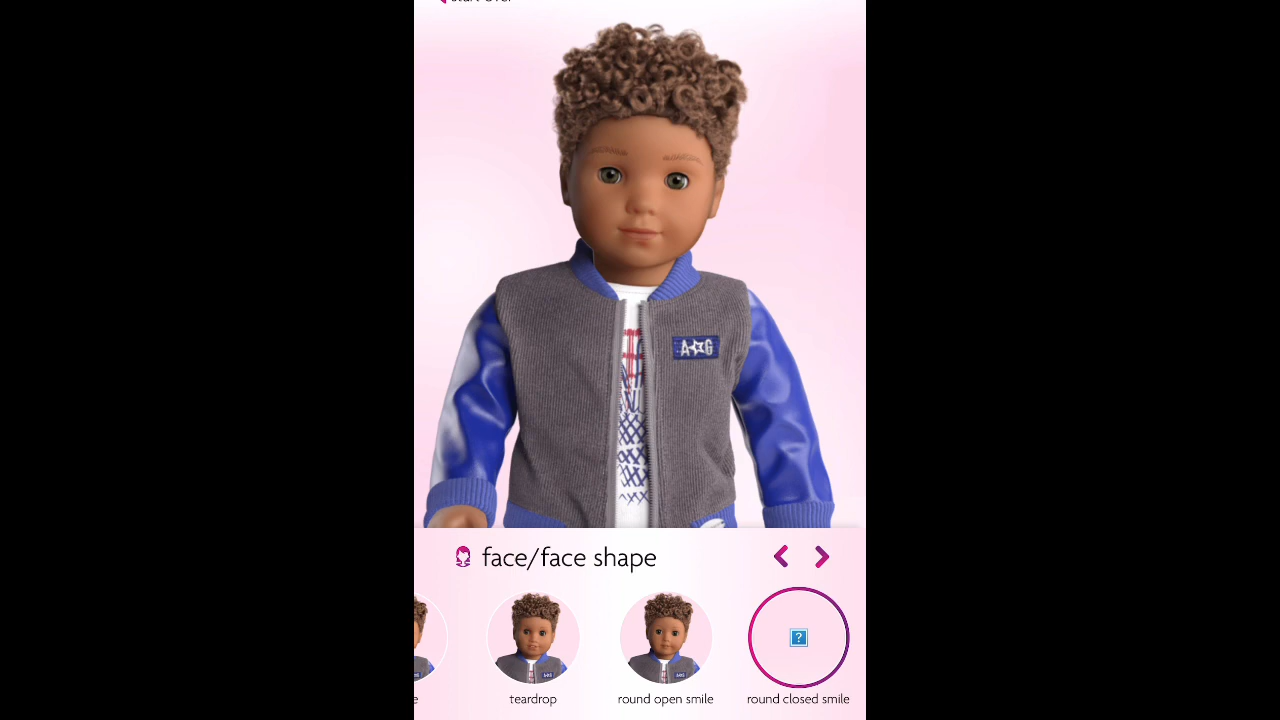 A☆G
face/face shape
?
e
teardrop
round open smile
round closed smile